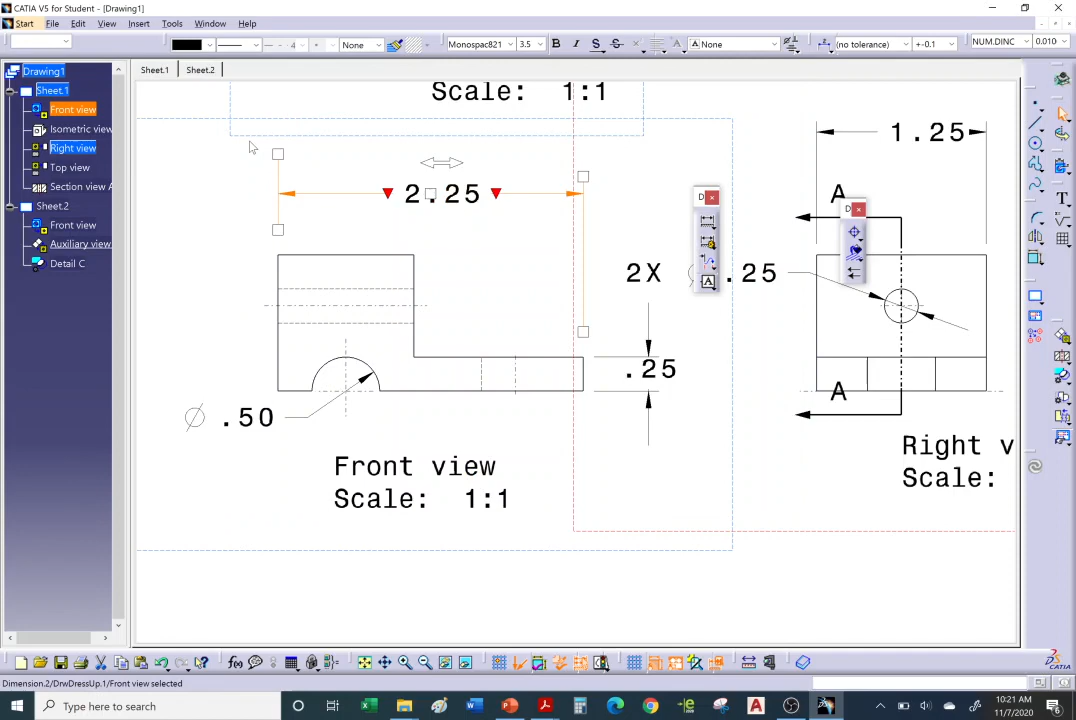 CATIA V5 for Student - [Drawing1]
Start File Edit View Insert Tools Window Help
4 None Monospac821 3.5 B I S S None (no tolerance) +-0.1 NUM.DINC 0.010
Drawing1
Sheet.1
Front view
Isometric view
Right view
Top view
Section view A
Sheet.2
Front view
Auxiliary view
Detail C
Sheet.1 Sheet.2
Scale: 1:1
2.25
1.25
A
D
D
2X Ø .25
.25
A
Ø .50
Front view
Scale: 1:1
Right v
Scale:
Dimension.2/DrwDressUp.1/Front view selected
CATIA
Type here to search
10:21 AM
11/7/2020